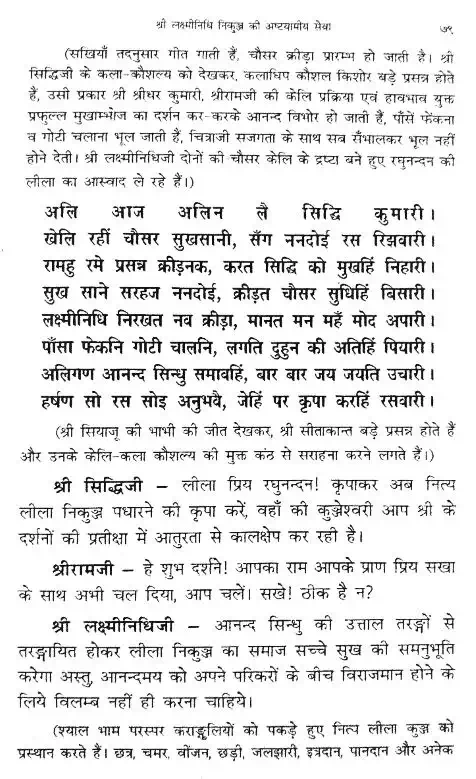 श्री लक्ष्मीनिधि निकुञ्ज की अष्टयामीय सेवा ७९
(सखियाँ तदनुसार गीत गाती हैं, चौसर क्रीड़ा प्रारम्भ हो जाती है। श्री
सिद्धिजी के कला-कौशल्य को देखकर, कलाधिप कौशल किशोर बड़े प्रसन्न होते
हैं, उसी प्रकार श्री श्रीधर कुमारी, श्रीरामजी की केलि प्रक्रिया एवं हावभाव युक्त
प्रफुल्ल मुखाम्भोज का दर्शन कर-करके आनन्द विभोर हो जाती हैं, पाँसें फेंकना
व गोटी चलाना भूल जाती हैं, चित्राजी सजगता के साथ सब सँभालकर भूल नहीं
होने देती। श्री लक्ष्मीनिधिजी दोनों की चौसर केलि के द्रष्टा बने हुए रघुनन्दन की
लीला का आस्वाद ले रहे हैं।)
अलि आज अलिन लै सिद्धि कुमारी।
खेलि रहीं चौसर सुखसानी, सँग ननदोई रस रिझवारी।
रामहु रमे प्रसन्न क्रीड़नक, करत सिद्धि को मुखहिं निहारी।
सुख साने सरहज ननदोई, क्रीड़त चौसर सुधिहिं बिसारी।
लक्ष्मीनिधि निरखत नव क्रीड़ा, मानत मन महँ मोद अपारी।
पाँसा फेकनि गोटी चालनि, लगति दुहुन की अतिहिं पियारी।
अलिगण आनन्द सिन्धु समावहिं, बार बार जय जयति उचारी।
हर्षण सो रस सोइ अनुभवै, जेहिं पर कृपा करहिं रसवारी।
(श्री सियाजू की भाभी की जीत देखकर, श्री सीताकान्त बड़े प्रसन्न होते हैं
और उनके केलि-कला कौशल्य की मुक्त कंठ से सराहना करने लगते हैं।)
श्री सिद्धिजी – लीला प्रिय रघुनन्दन! कृपाकर अब नित्य
लीला निकुञ्ज पधारने की कृपा करें, वहाँ की कुञ्जेश्वरी आप श्री के
दर्शनों की प्रतीक्षा में आतुरता से कालक्षेप कर रही है।
श्रीरामजी – हे शुभ दर्शने! आपका राम आपके प्राण प्रिय सखा
के साथ अभी चल दिया, आप चलें। सखे! ठीक है न?
श्री लक्ष्मीनिधिजी – आनन्द सिन्धु की उत्ताल तरङ्गों से
तरङ्गायित होकर लीला निकुञ्ज का समाज सच्चे सुख की समनुभूति
करेगा अस्तु, आनन्दमय को अपने परिकरों के बीच विराजमान होने के
लिये विलम्ब नहीं ही करना चाहिये।
(श्याल भाम परस्पर कराङ्गुलियों को पकड़े हुए नित्य लीला कुञ्ज को
प्रस्थान करते हैं। छत्र, चमर, वींजन, छड़ी, जलझारी, इत्रदान, पानदान और अनेक